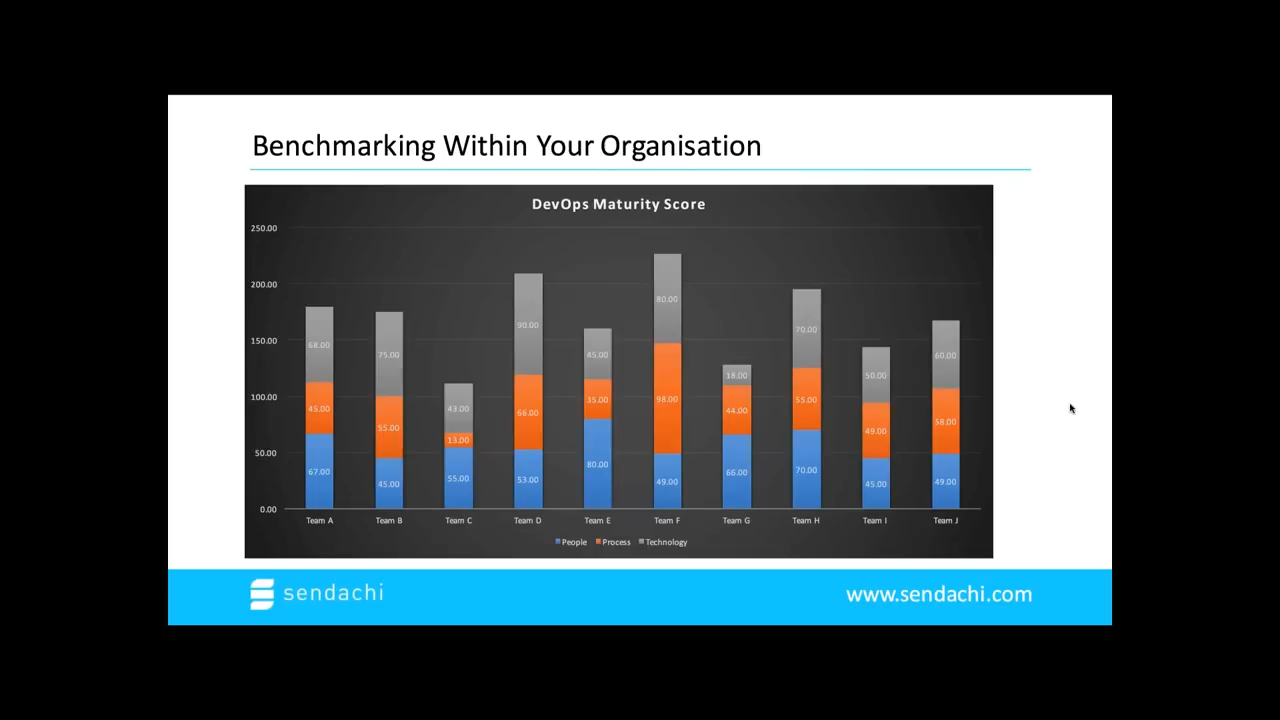 Benchmarking Within Your Organisation
DevOps Maturity Score
250.00
200.00
150.00
100.00
50.00
0.00
68.00 45.00 67.00
75.00 55.00 45.00
43.00 13.00 55.00
90.00 66.00 53.00
45.00 35.00 80.00
80.00 98.00 49.00
18.00 44.00 66.00
70.00 55.00 70.00
50.00 49.00 45.00
60.00 58.00 49.00
Team A Team B Team C Team D Team E Team F Team G Team H Team I Team J
People Process Technology
sendachi www.sendachi.com